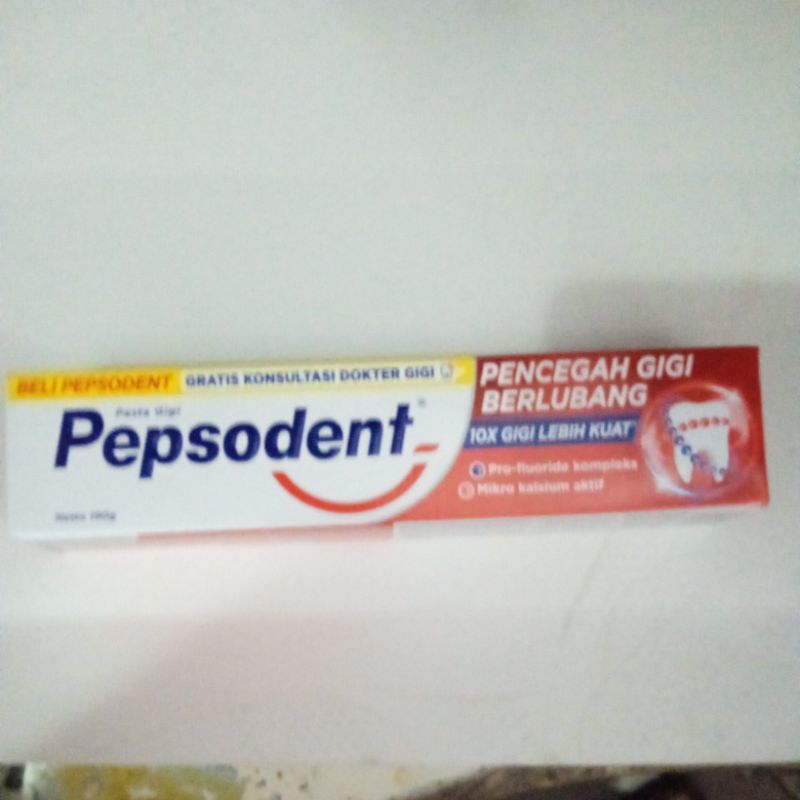 BELI PEPSODENT GRATIS KONSULTASI DOKTER GIGI
Pasta Gigi
Pepsodent
PENCEGAH GIGI
BERLUBANG
10X GIGI LEBIH KUAT
Pro-fluoride kompleks
Mikro kalsium aktif
Netto